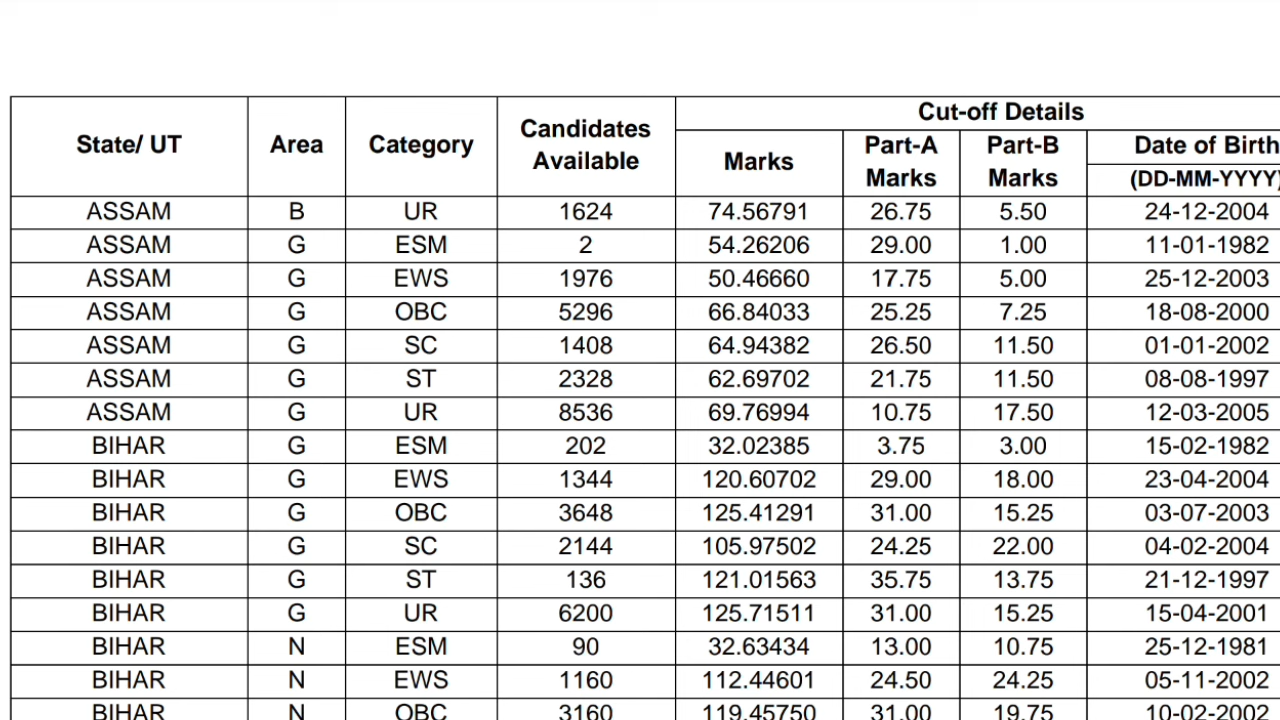 State/ UT Area Category Candidates Available Cut-off Details
Marks Part-A Marks Part-B Marks Date of Birth
(DD-MM-YYYY)
ASSAM B UR 1624 74.56791 26.75 5.50 24-12-2004
ASSAM G ESM 2 54.26206 29.00 1.00 11-01-1982
ASSAM G EWS 1976 50.46660 17.75 5.00 25-12-2003
ASSAM G OBC 5296 66.84033 25.25 7.25 18-08-2000
ASSAM G SC 1408 64.94382 26.50 11.50 01-01-2002
ASSAM G ST 2328 62.69702 21.75 11.50 08-08-1997
ASSAM G UR 8536 69.76994 10.75 17.50 12-03-2005
BIHAR G ESM 202 32.02385 3.75 3.00 15-02-1982
BIHAR G EWS 1344 120.60702 29.00 18.00 23-04-2004
BIHAR G OBC 3648 125.41291 31.00 15.25 03-07-2003
BIHAR G SC 2144 105.97502 24.25 22.00 04-02-2004
BIHAR G ST 136 121.01563 35.75 13.75 21-12-1997
BIHAR G UR 6200 125.71511 31.00 15.25 15-04-2001
BIHAR N ESM 90 32.63434 13.00 10.75 25-12-1981
BIHAR N EWS 1160 112.44601 24.50 24.25 05-11-2002
BIHAR N OBC 3160 119.45750 31.00 19.75 10-02-2002